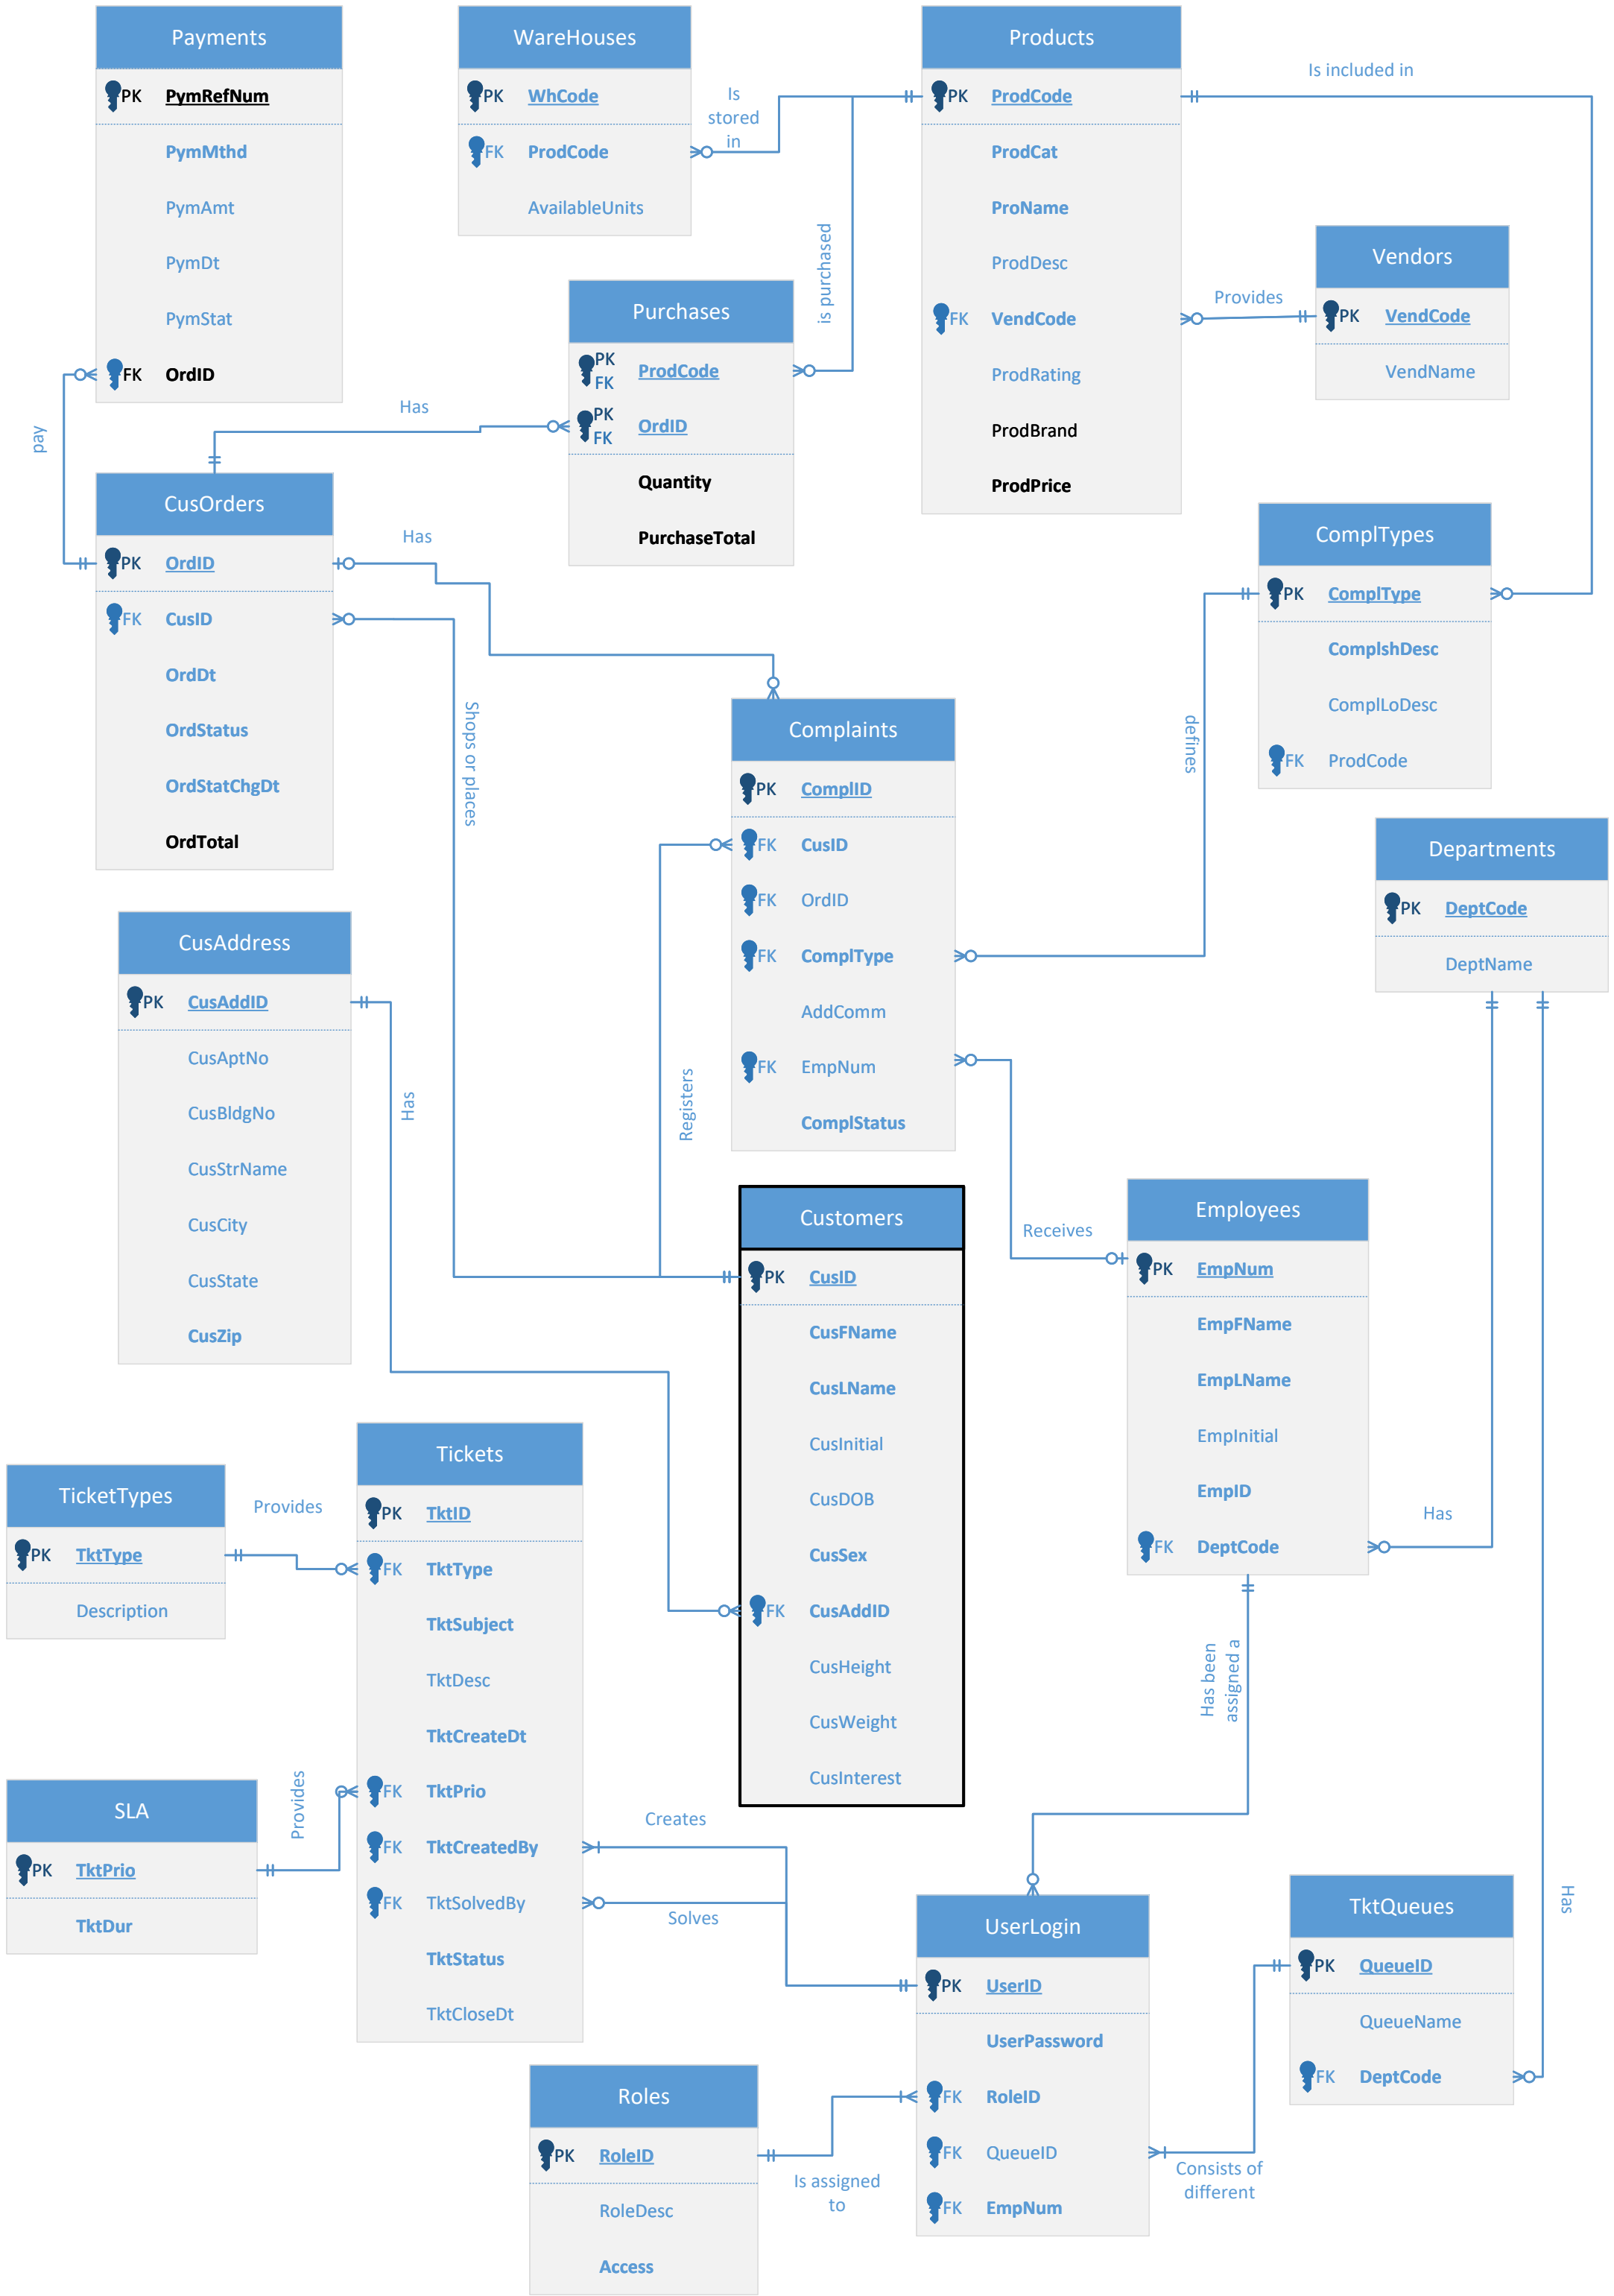 Payments
PK PymRefNum
PymMthd
PymAmt
PymDt
PymStat
FK OrdID
WareHouses
PK WhCode
FK ProdCode
AvailableUnits
Is
stored
in
Products
PK ProdCode
ProdCat
ProName
ProdDesc
FK VendCode
ProdRating
ProdBrand
ProdPrice
Is included in
is purchased
Provides
Vendors
PK VendCode
VendName
Purchases
PK
FK ProdCode
PK
FK OrdID
Quantity
PurchaseTotal
pay
Has
CusOrders
PK OrdID
FK CusID
OrdDt
OrdStatus
OrdStatChgDt
OrdTotal
Has
Shops or places
ComplTypes
PK ComplType
ComplshDesc
ComplLoDesc
FK ProdCode
defines
Complaints
PK ComplID
FK CusID
FK OrdID
FK ComplType
AddComm
FK EmpNum
ComplStatus
Departments
PK DeptCode
DeptName
CusAddress
PK CusAddID
CusAptNo
CusBldgNo
CusStrName
CusCity
CusState
CusZip
Has
Registers
Customers
PK CusID
CusFName
CusLName
CusInitial
CusDOB
CusSex
FK CusAddID
CusHeight
CusWeight
CusInterest
Receives
Employees
PK EmpNum
EmpFName
EmpLName
EmpInitial
EmpID
FK DeptCode
Has
Has been
assigned a
TicketTypes
PK TktType
Description
Provides
Tickets
PK TktID
FK TktType
TktSubject
TktDesc
TktCreateDt
FK TktPrio
FK TktCreatedBy
FK TktSolvedBy
TktStatus
TktCloseDt
SLA
PK TktPrio
TktDur
Provides
Creates
Solves
UserLogin
PK UserID
UserPassword
FK RoleID
FK QueueID
FK EmpNum
TktQueues
PK QueueID
QueueName
FK DeptCode
Has
Roles
PK RoleID
RoleDesc
Access
Is assigned
to
Consists of
different